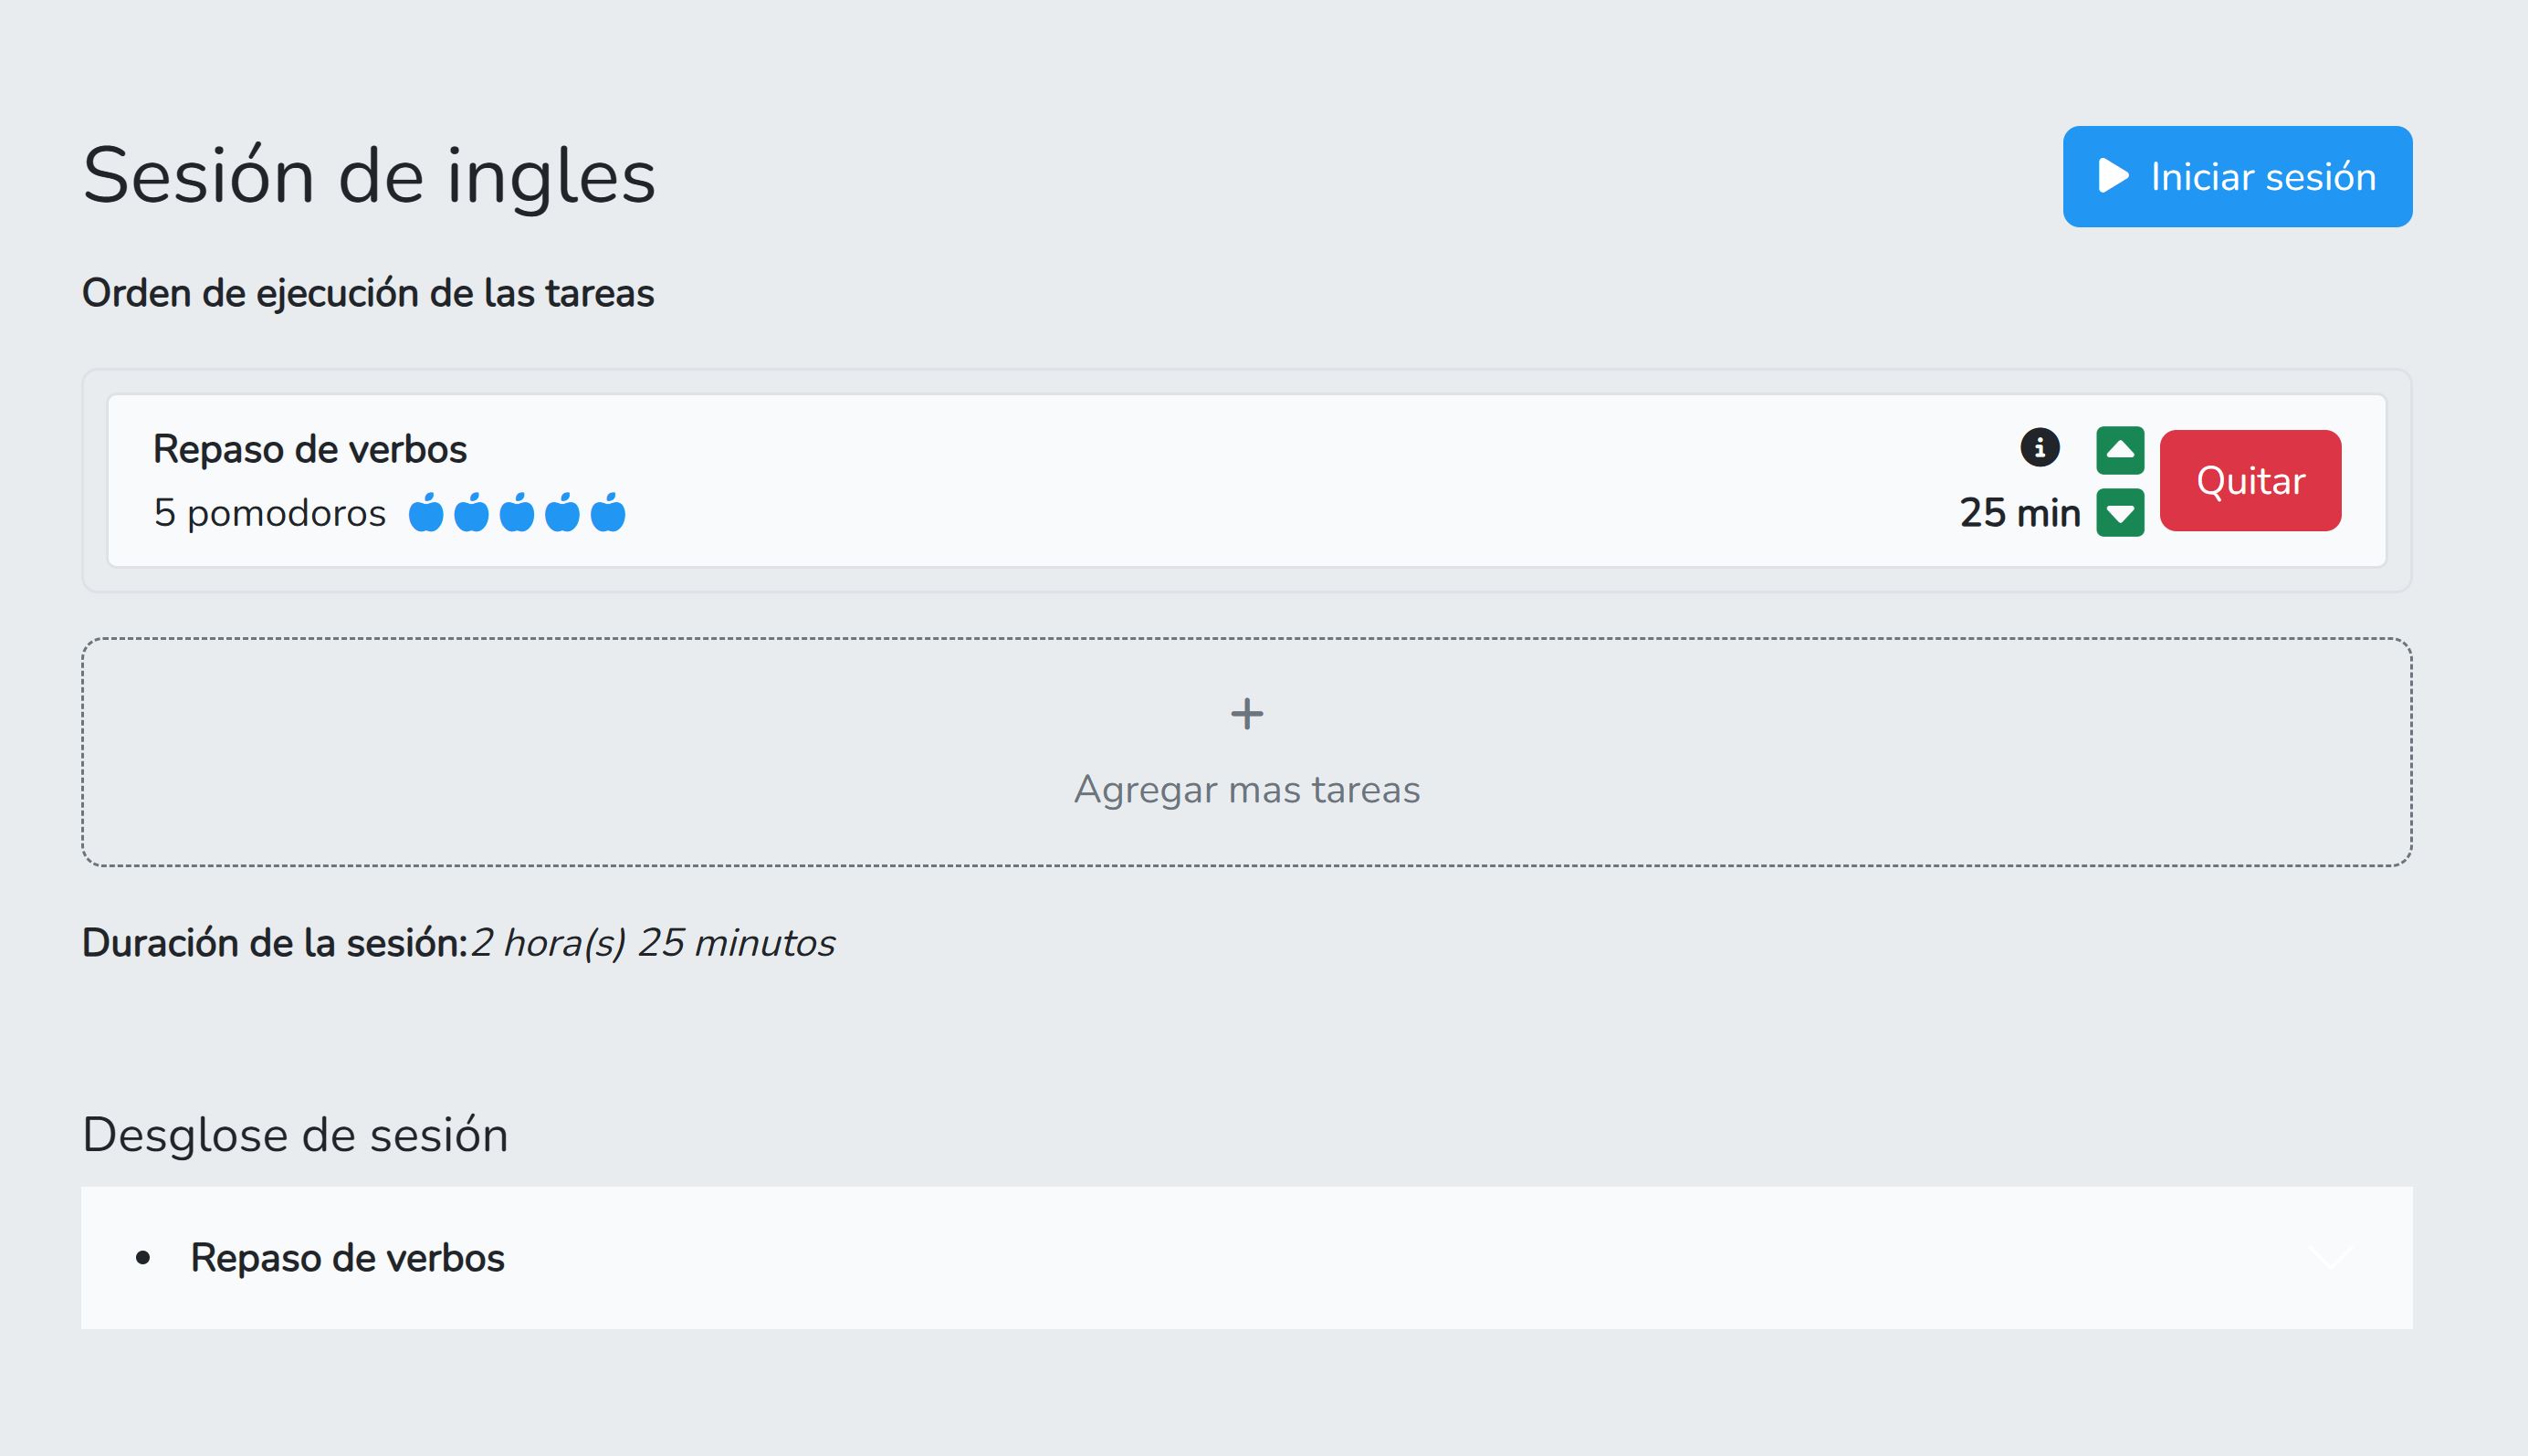 Sesión de ingles
Iniciar sesión
Orden de ejecución de las tareas
Repaso de verbos
5 pomodoros
25 min
Quitar
+
Agregar mas tareas
Duración de la sesión:2 hora(s) 25 minutos
Desglose de sesión
• Repaso de verbos